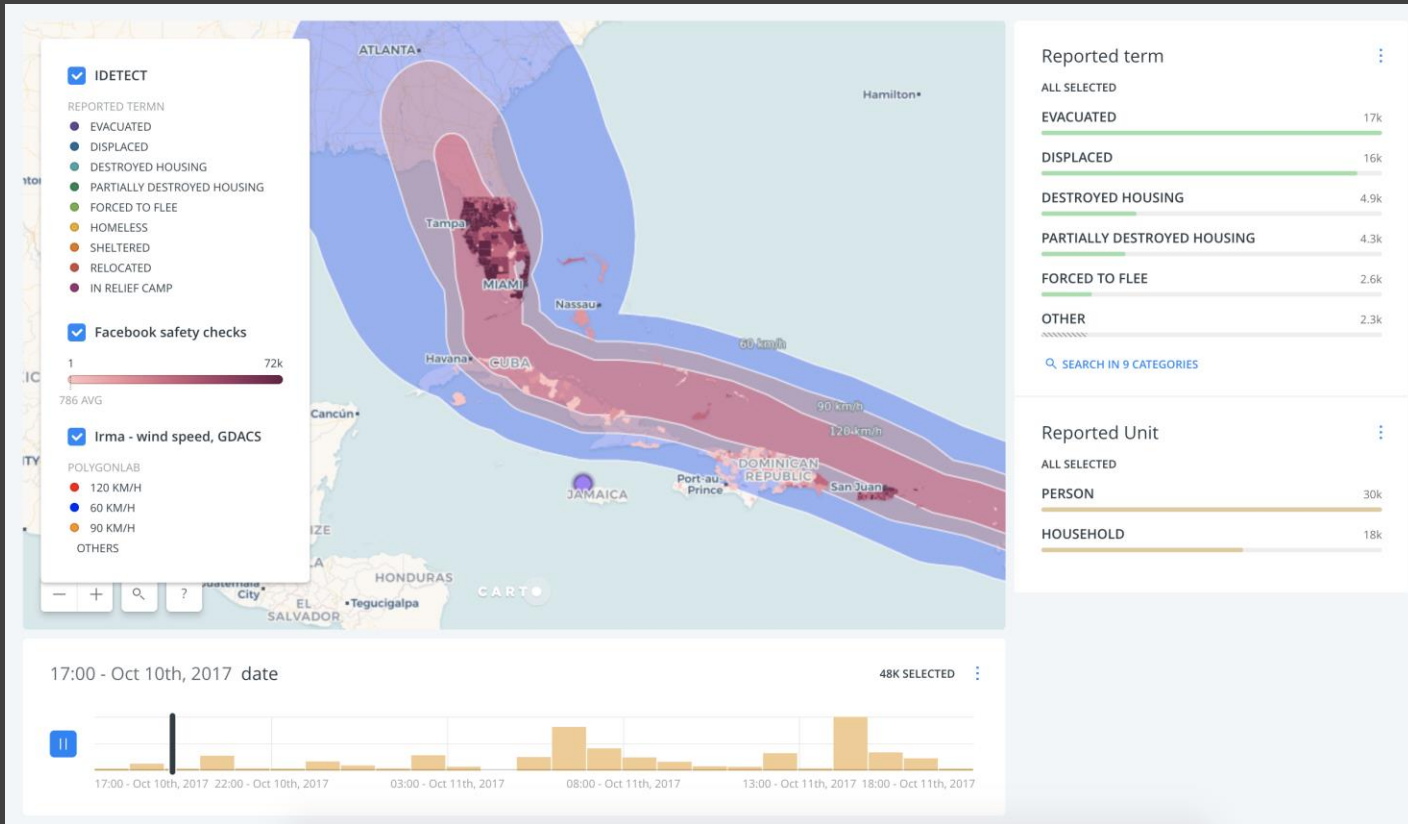 IDETECT
REPORTED TERMN
EVACUATED
DISPLACED
DESTROYED HOUSING
PARTIALLY DESTROYED HOUSING
FORCED TO FLEE
HOMELESS
SHELTERED
RELOCATED
IN RELIEF CAMP
Facebook safety checks
1 72k
786 AVG
Irma - wind speed, GDACS
POLYGONLAB
120 KM/H
60 KM/H
90 KM/H
OTHERS
ATLANTA
Hamilton
Tampa
MIAMI
Nassau
60 km/h
Havana
CUBA
90 km/h
Cancún
120 km/h
DOMINICAN
REPUBLIC
Port-au-
Prince
San Juan
JAMAICA
HONDURAS
City
EL
SALVADOR
Tegucigalpa
CARTO
− + ?
Reported term
ALL SELECTED
EVACUATED 17k
DISPLACED 16k
DESTROYED HOUSING 4.9k
PARTIALLY DESTROYED HOUSING 4.3k
FORCED TO FLEE 2.6k
OTHER 2.3k
SEARCH IN 9 CATEGORIES
Reported Unit
ALL SELECTED
PERSON 30k
HOUSEHOLD 18k
17:00 - Oct 10th, 2017 date 48K SELECTED
17:00 - Oct 10th, 2017 22:00 - Oct 10th, 2017 03:00 - Oct 11th, 2017 08:00 - Oct 11th, 2017 13:00 - Oct 11th, 2017 18:00 - Oct 11th, 2017